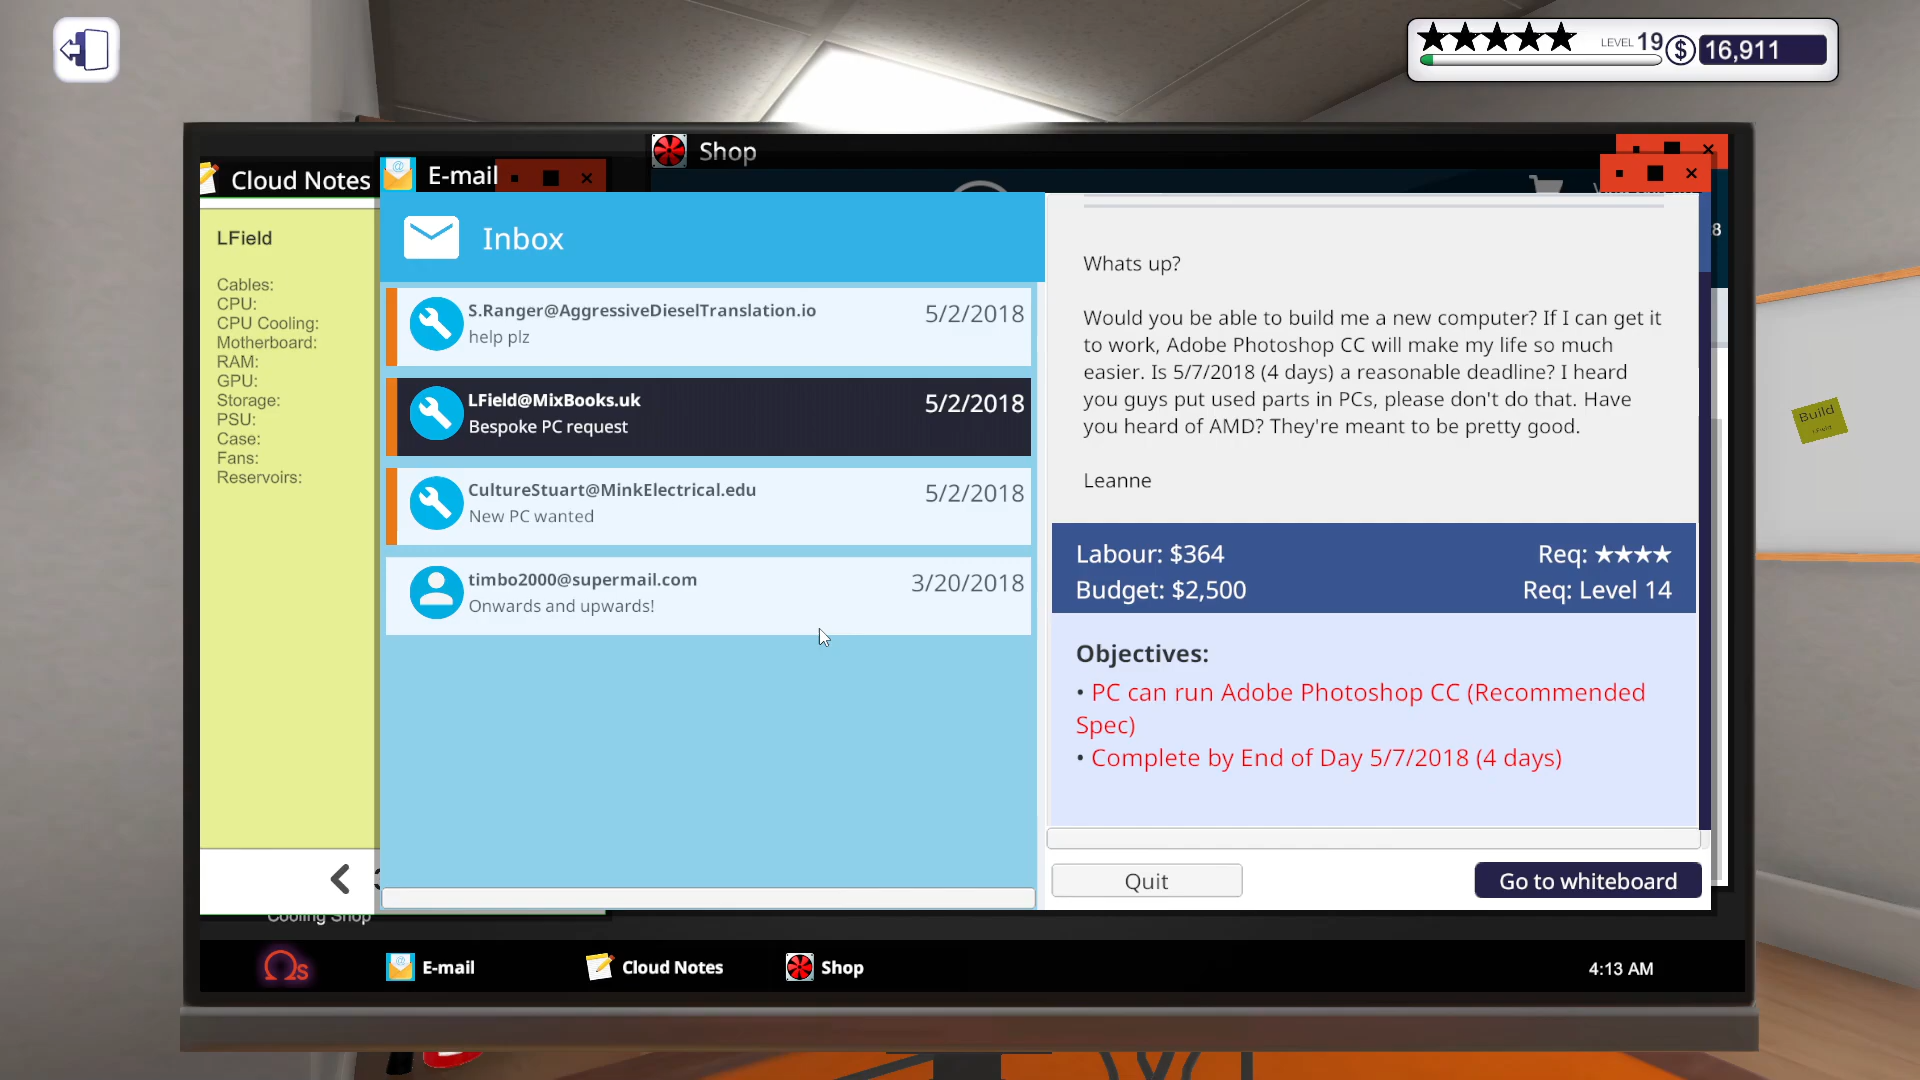 LEVEL 19
$ 16,911
Shop
Cloud Notes
E-mail
LField
Cables:
CPU:
CPU Cooling:
Motherboard:
RAM:
GPU:
Storage:
PSU:
Case:
Fans:
Reservoirs:
Inbox
S.Ranger@AggressiveDieselTranslation.io 5/2/2018
help plz
LField@MixBooks.uk 5/2/2018
Bespoke PC request
CultureStuart@MinkElectrical.edu 5/2/2018
New PC wanted
timbo2000@supermail.com 3/20/2018
Onwards and upwards!
Whats up?
Would you be able to build me a new computer? If I can get it
to work, Adobe Photoshop CC will make my life so much
easier. Is 5/7/2018 (4 days) a reasonable deadline? I heard
you guys put used parts in PCs, please don't do that. Have
you heard of AMD? They're meant to be pretty good.
Leanne
Labour: $364 Req: ★★★★
Budget: $2,500 Req: Level 14
Objectives:
• PC can run Adobe Photoshop CC (Recommended
Spec)
• Complete by End of Day 5/7/2018 (4 days)
Quit
Go to whiteboard
8
Build
Cooling Shop
Ωs
E-mail
Cloud Notes
Shop
4:13 AM